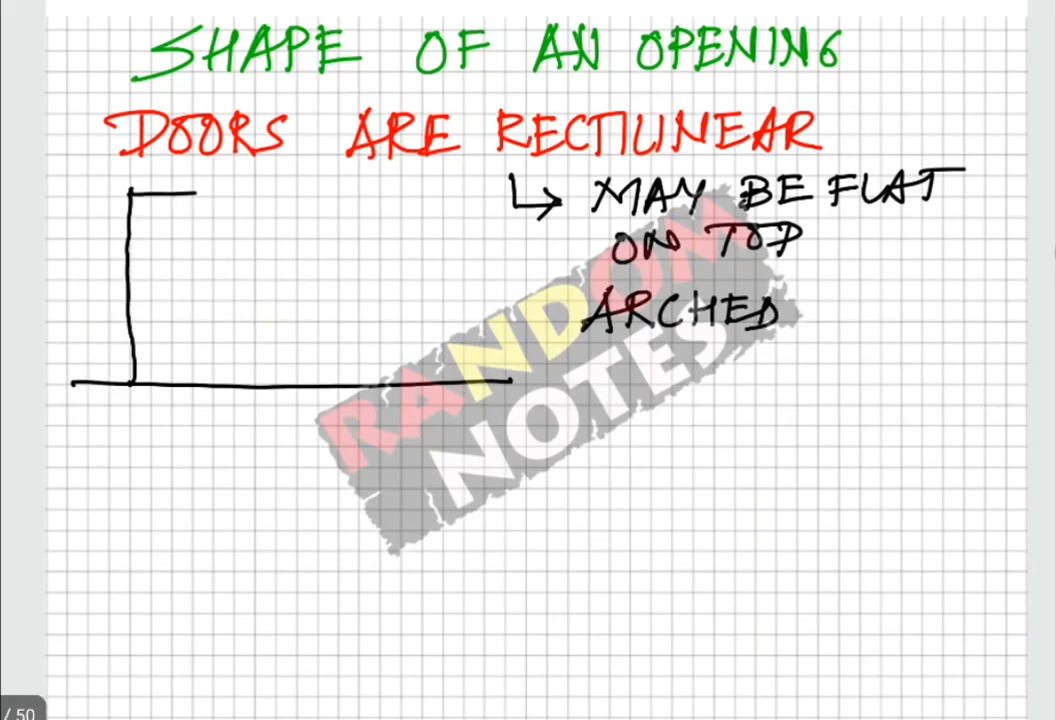 SHAPE OF AN OPENING
DOORS ARE RECTILINEAR
↳ MAY BE FLAT
ON TOP
ARCHED
RANDOM
NOTES
/ 50